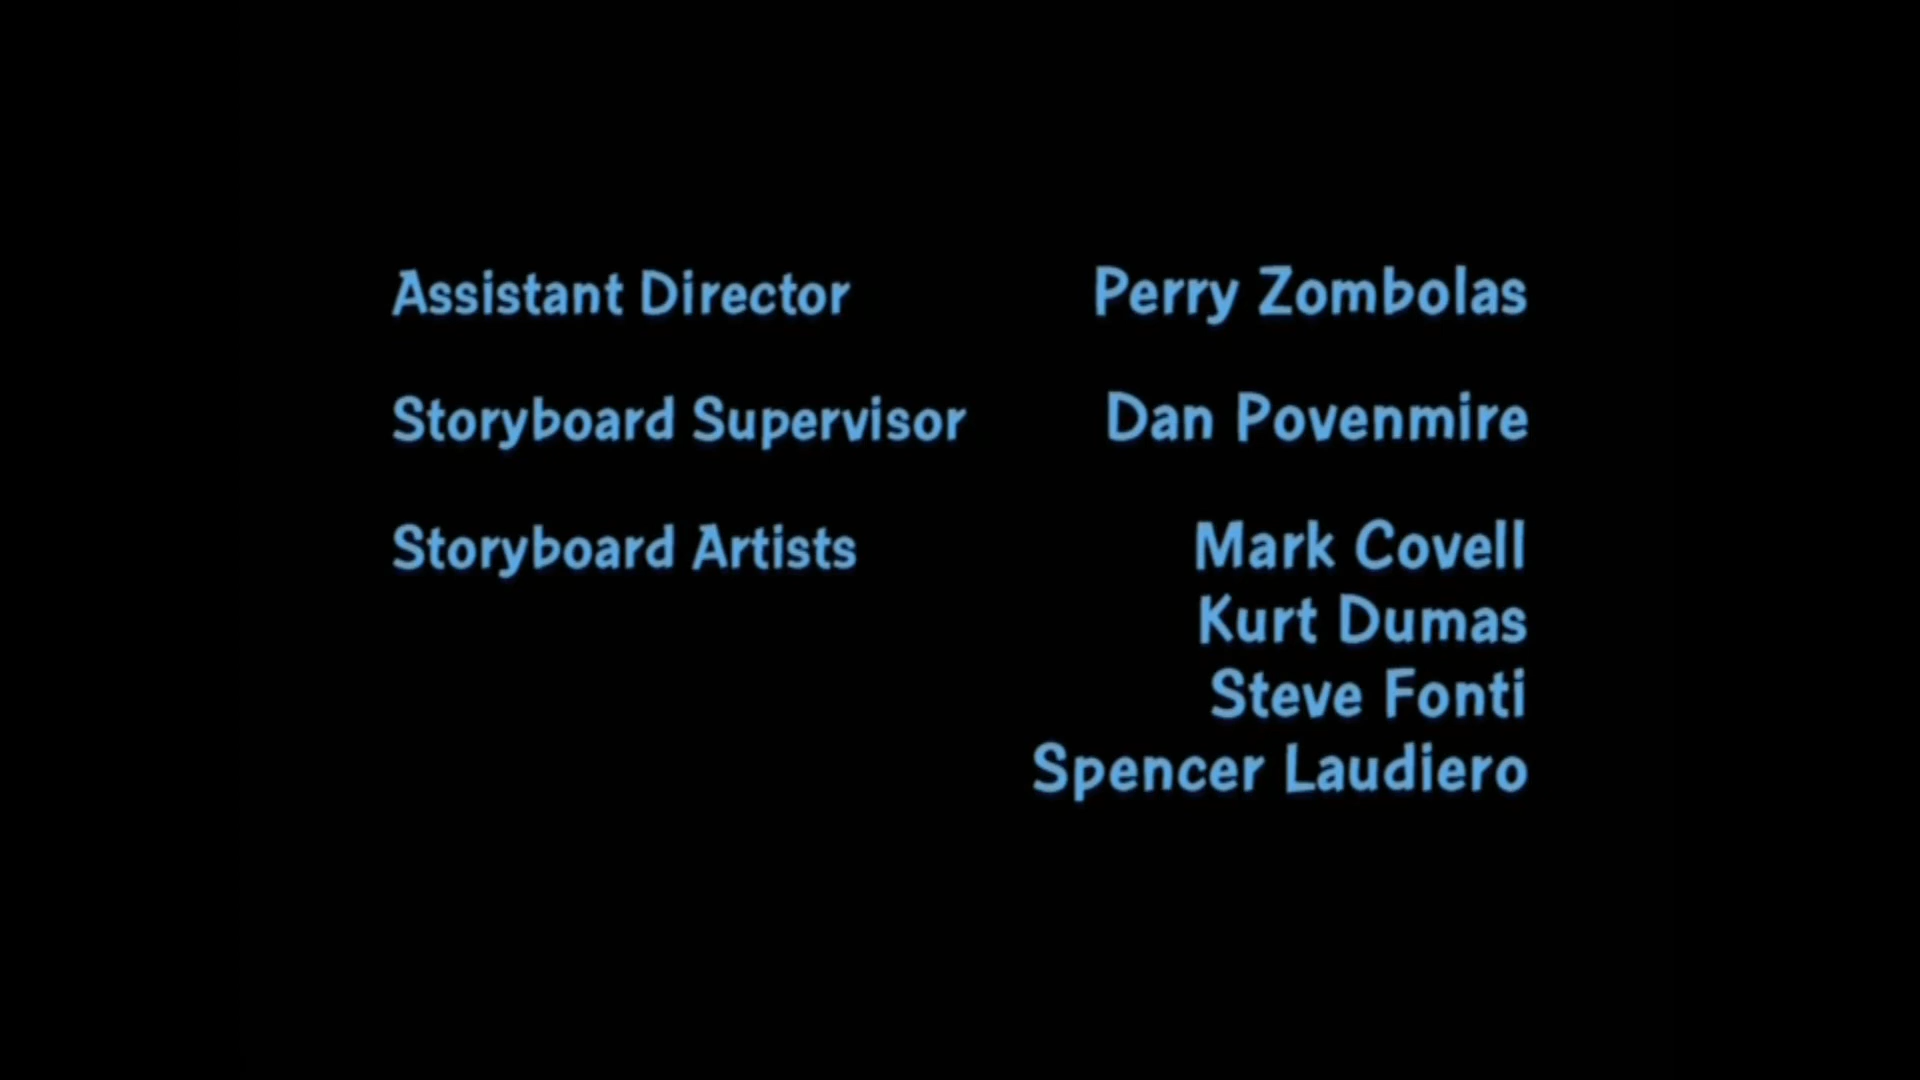 Assistant Director Perry Zombolas
Storyboard Supervisor Dan Povenmire
Storyboard Artists Mark Covell
Kurt Dumas
Steve Fonti
Spencer Laudiero